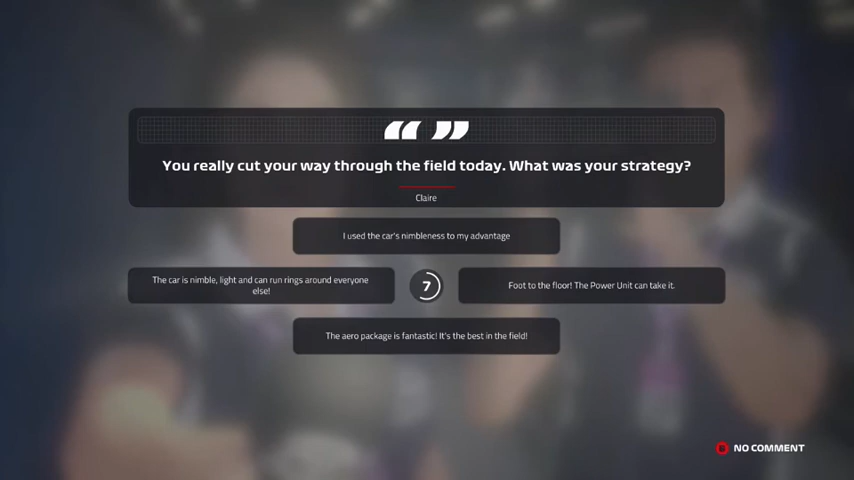 You really cut your way through the field today. What was your strategy?
Claire
I used the car's nimbleness to my advantage
The car is nimble, light and can run rings around everyone
else!
7
Foot to the floor! The Power Unit can take it.
The aero package is fantastic! It's the best in the field!
NO COMMENT